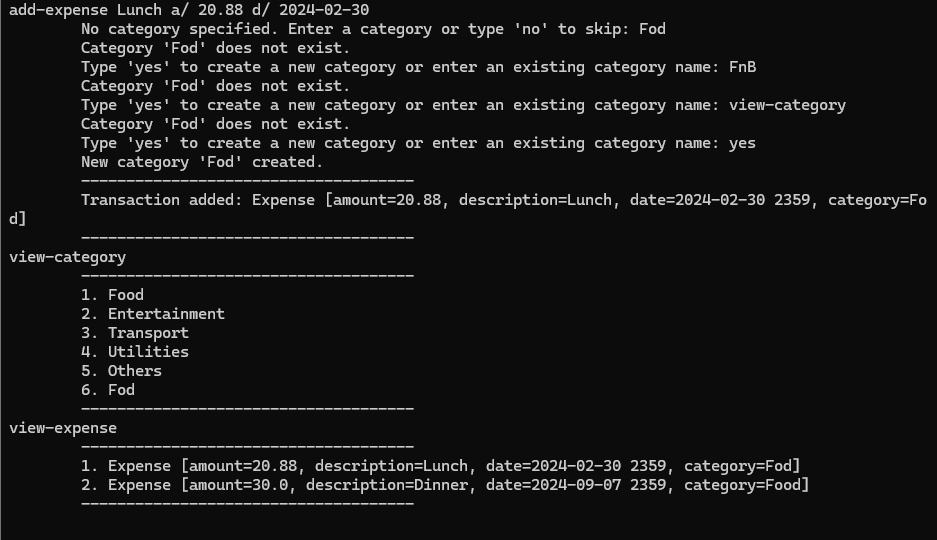 add-expense Lunch a/ 20.88 d/ 2024-02-30
No category specified. Enter a category or type 'no' to skip: Fod
Category 'Fod' does not exist.
Type 'yes' to create a new category or enter an existing category name: FnB
Category 'Fod' does not exist.
Type 'yes' to create a new category or enter an existing category name: view-category
Category 'Fod' does not exist.
Type 'yes' to create a new category or enter an existing category name: yes
New category 'Fod' created.
-------------------------------------
Transaction added: Expense [amount=20.88, description=Lunch, date=2024-02-30 2359, category=Fo
d]
-------------------------------------
view-category
-------------------------------------
1. Food
2. Entertainment
3. Transport
4. Utilities
5. Others
6. Fod
-------------------------------------
view-expense
-------------------------------------
1. Expense [amount=20.88, description=Lunch, date=2024-02-30 2359, category=Fod]
2. Expense [amount=30.0, description=Dinner, date=2024-09-07 2359, category=Food]
-------------------------------------